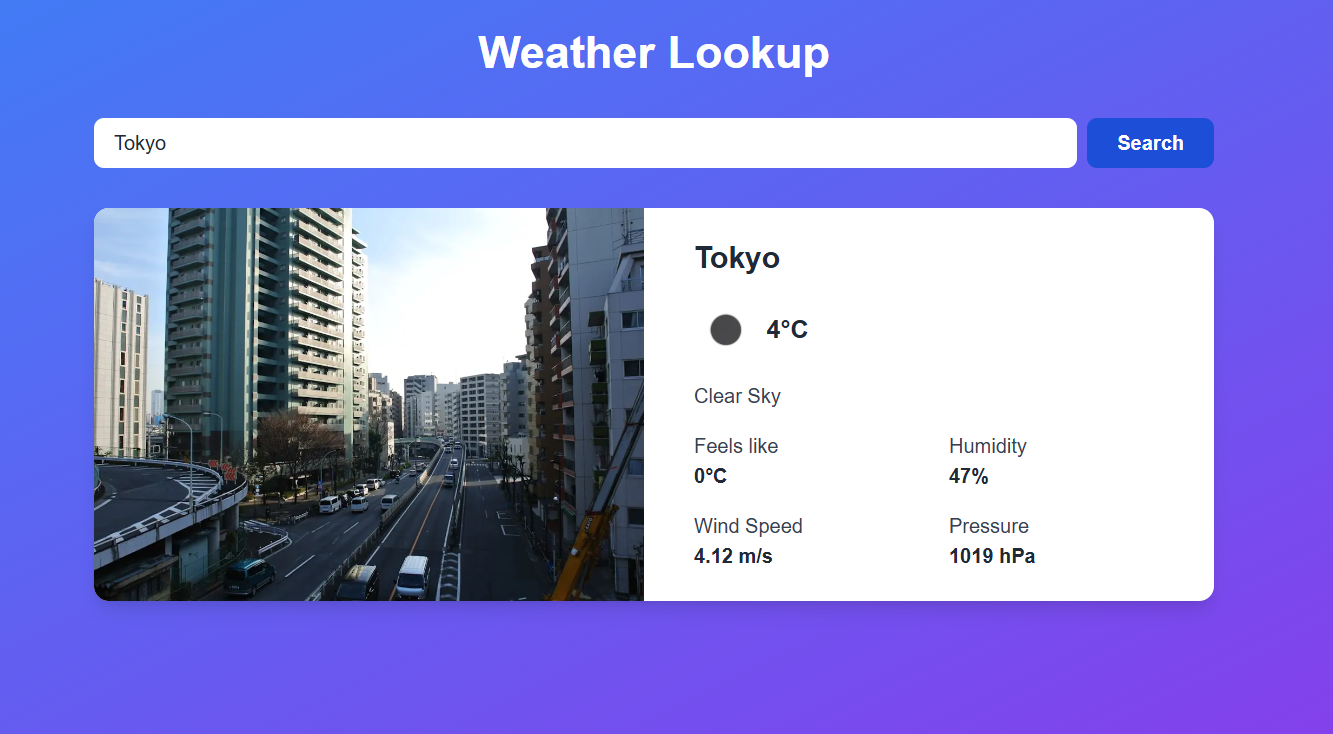 Weather Lookup
Tokyo
Search
Tokyo
4°C
Clear Sky
Feels like
0°C
Humidity
47%
Wind Speed
4.12 m/s
Pressure
1019 hPa